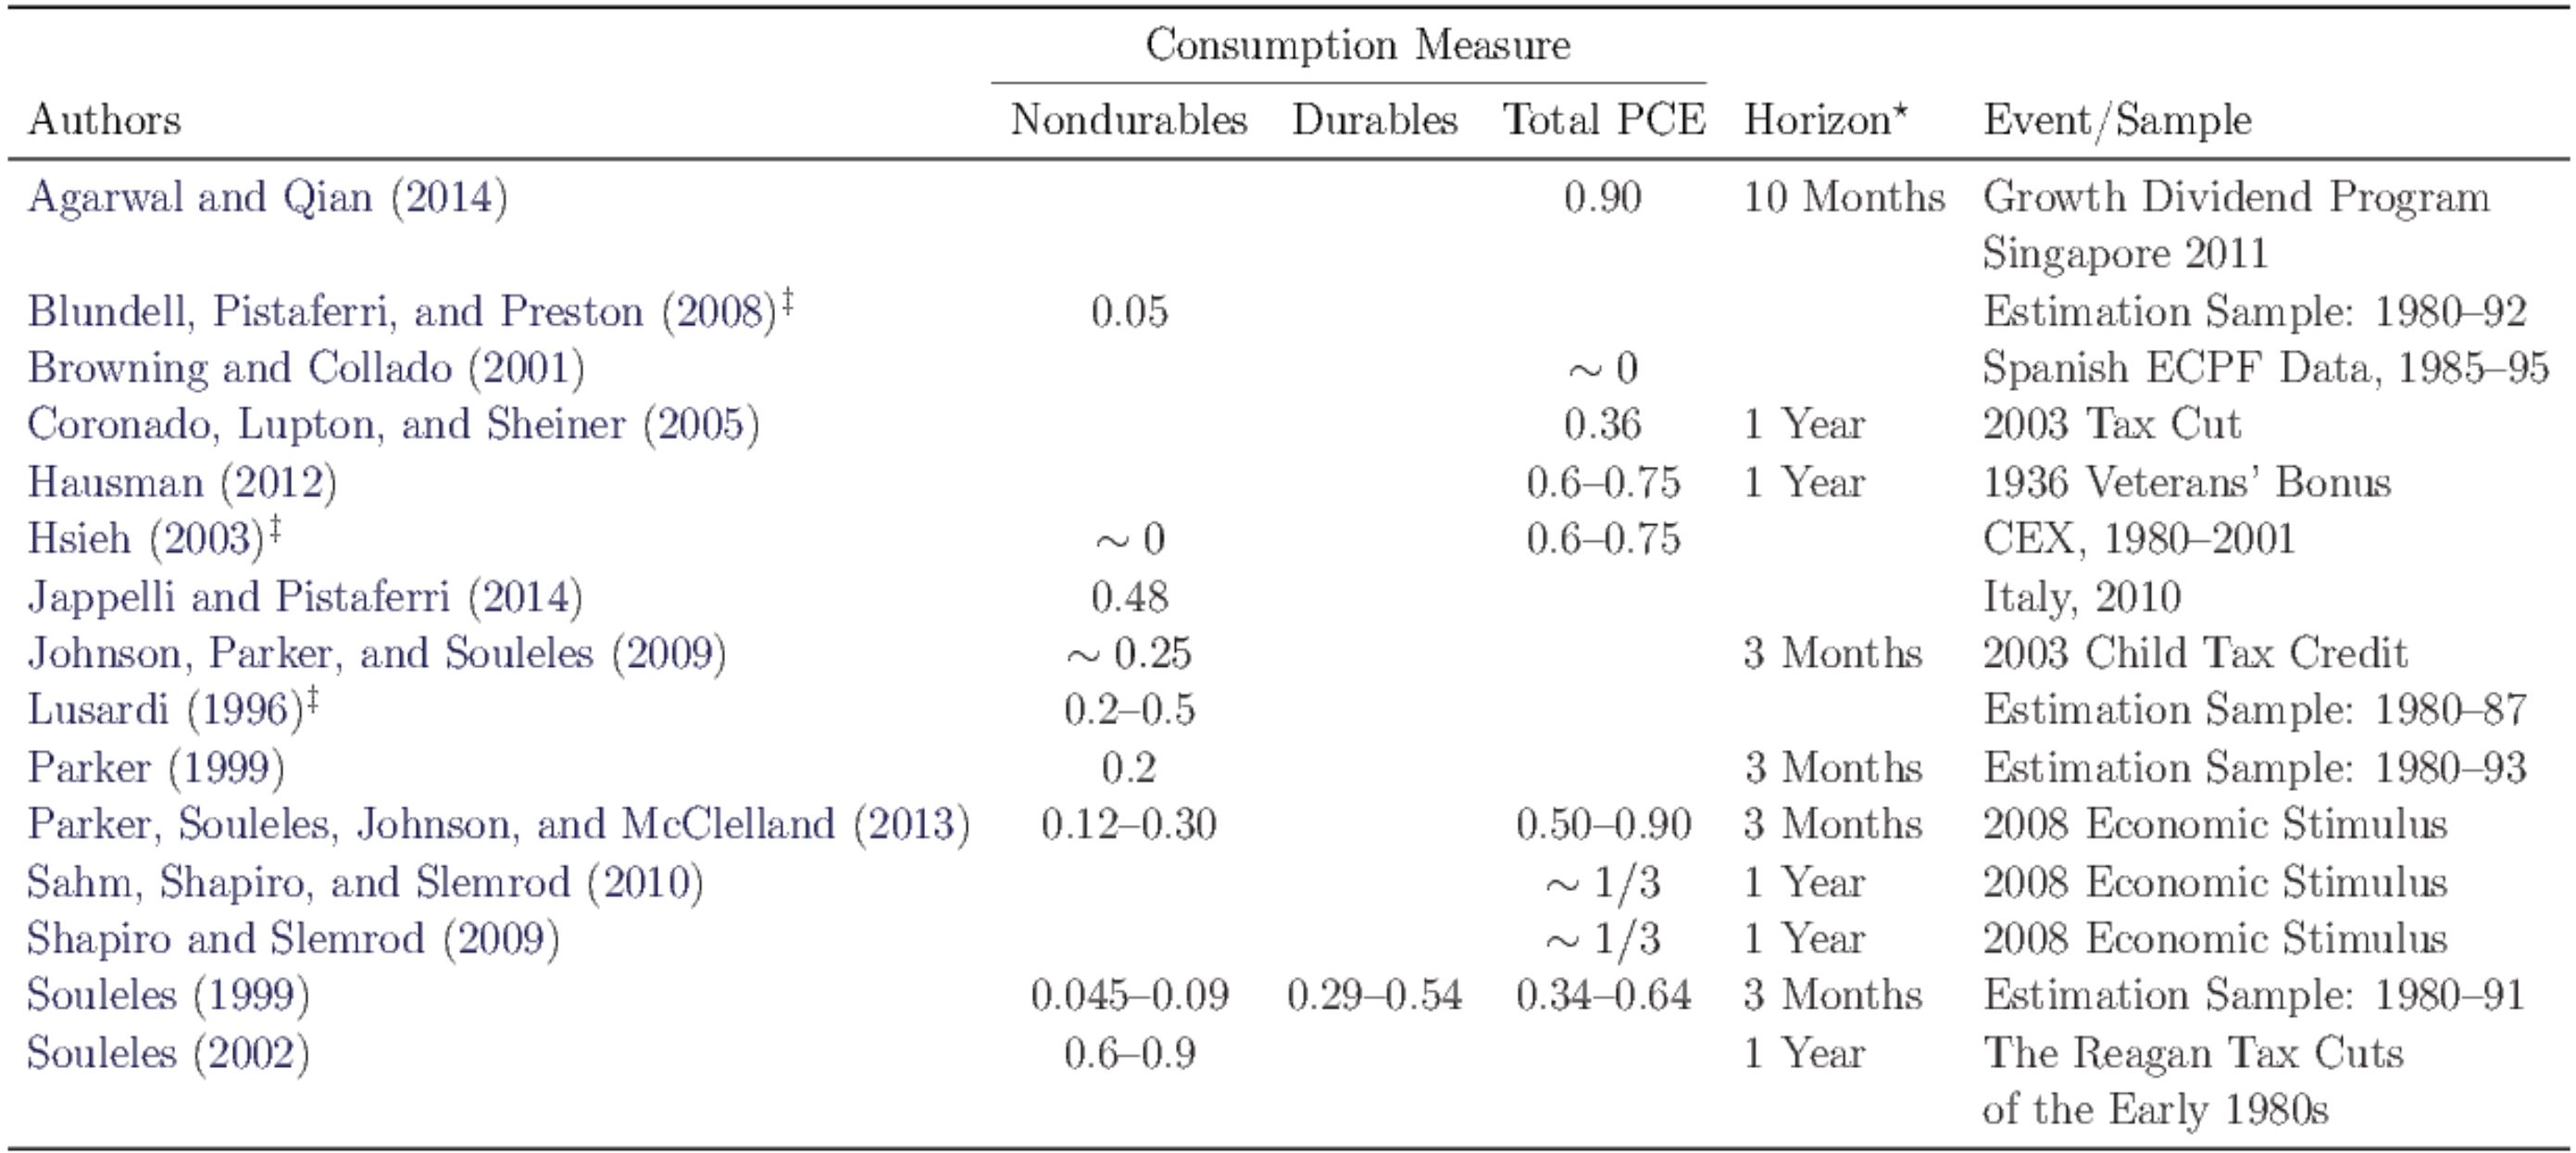 Consumption Measure
Authors Nondurables Durables Total PCE Horizon⋆ Event/Sample
Agarwal and Qian (2014) 0.90 10 Months Growth Dividend Program
Singapore 2011
Blundell, Pistaferri, and Preston (2008)‡ 0.05 Estimation Sample: 1980–92
Browning and Collado (2001) ∼ 0 Spanish ECPF Data, 1985–95
Coronado, Lupton, and Sheiner (2005) 0.36 1 Year 2003 Tax Cut
Hausman (2012) 0.6–0.75 1 Year 1936 Veterans' Bonus
Hsieh (2003)‡ ∼ 0 0.6–0.75 CEX, 1980–2001
Jappelli and Pistaferri (2014) 0.48 Italy, 2010
Johnson, Parker, and Souleles (2009) ∼ 0.25 3 Months 2003 Child Tax Credit
Lusardi (1996)‡ 0.2–0.5 Estimation Sample: 1980–87
Parker (1999) 0.2 3 Months Estimation Sample: 1980–93
Parker, Souleles, Johnson, and McClelland (2013) 0.12–0.30 0.50–0.90 3 Months 2008 Economic Stimulus
Sahm, Shapiro, and Slemrod (2010) ∼ 1/3 1 Year 2008 Economic Stimulus
Shapiro and Slemrod (2009) ∼ 1/3 1 Year 2008 Economic Stimulus
Souleles (1999) 0.045–0.09 0.29–0.54 0.34–0.64 3 Months Estimation Sample: 1980–91
Souleles (2002) 0.6–0.9 1 Year The Reagan Tax Cuts
of the Early 1980s